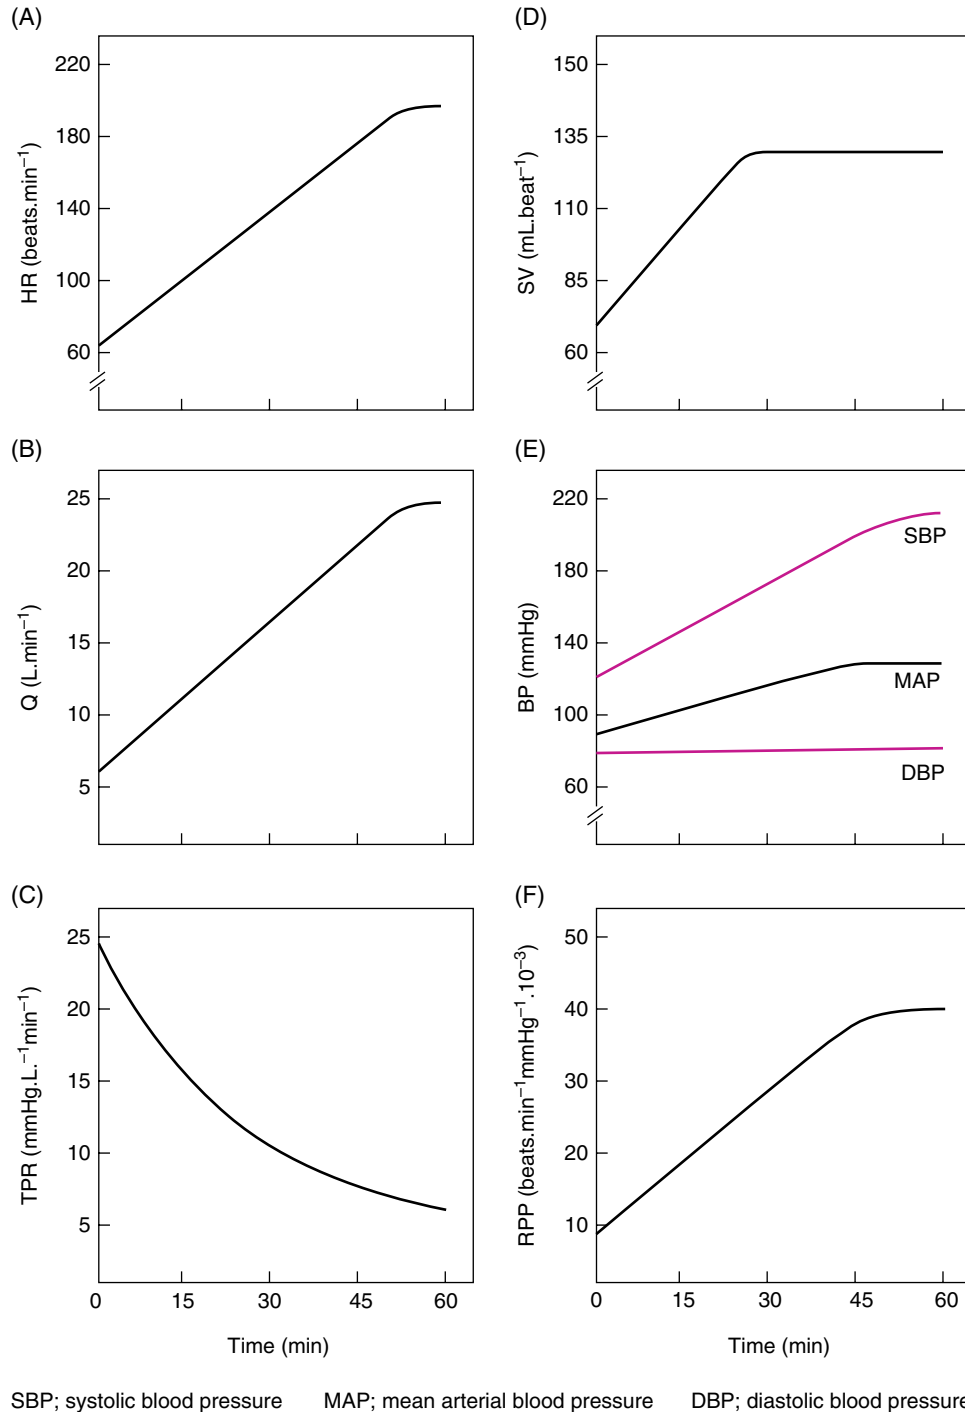 (A)
220
180
140
100
60
HR (beats.min⁻¹)
(D)
150
135
110
85
60
SV (mL.beat⁻¹)
(B)
25
20
15
10
5
Q (L.min⁻¹)
(E)
220
180
140
100
60
BP (mmHg)
SBP
MAP
DBP
(C)
25
20
15
10
5
TPR (mmHg.L.⁻¹min⁻¹)
0 15 30 45 60
Time (min)
(F)
50
40
30
20
10
RPP (beats.min⁻¹mmHg⁻¹.10⁻³)
0 15 30 45 60
Time (min)
SBP; systolic blood pressure MAP; mean arterial blood pressure DBP; diastolic blood pressure